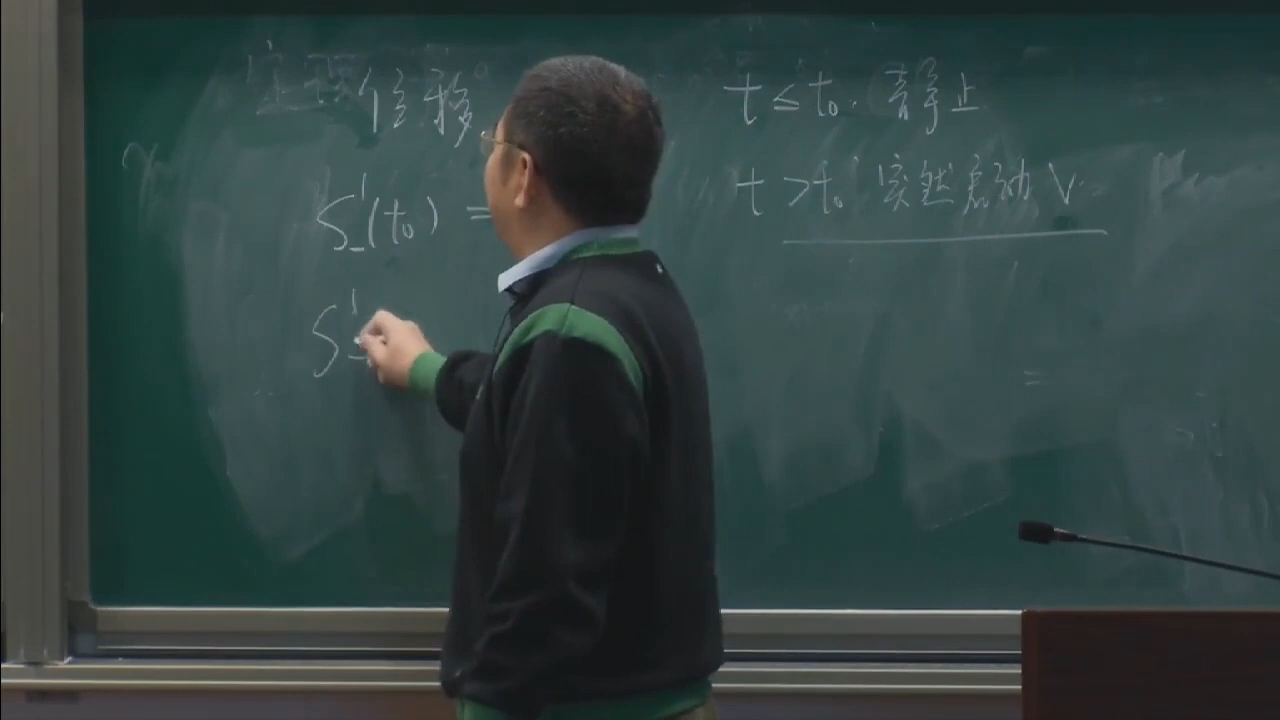 位移
t ≤ t₀. 静止
S'₋(t₀) =
t > t₀ 突然启动 V.
S'